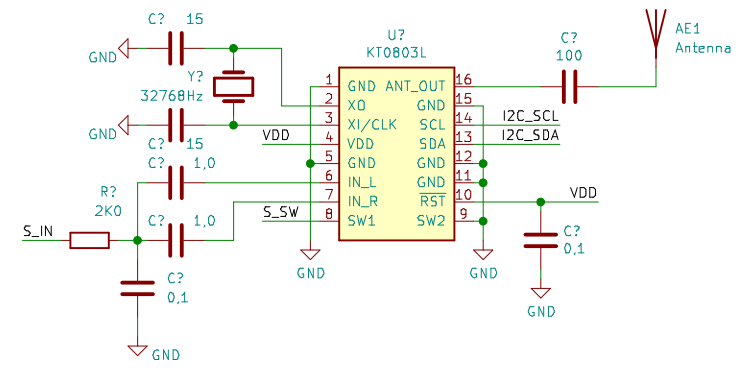 C? 15
U?
KT0803L
AE1
Antenna
C?
100
GND
Y?
32768Hz
1 GND ANT_OUT 16
2 XO GND 15
3 XI/CLK SCL 14 I2C_SCL
GND
C? 15
VDD 4 VDD SDA 13 I2C_SDA
C? 1,0
5 GND GND 12
6 IN_L GND 11
R?
2K0
7 IN_R RST 10 VDD
C? 1,0
S_SW 8 SW1 SW2 9
S_IN
C?
0,1
GND
GND
C?
0,1
GND
GND